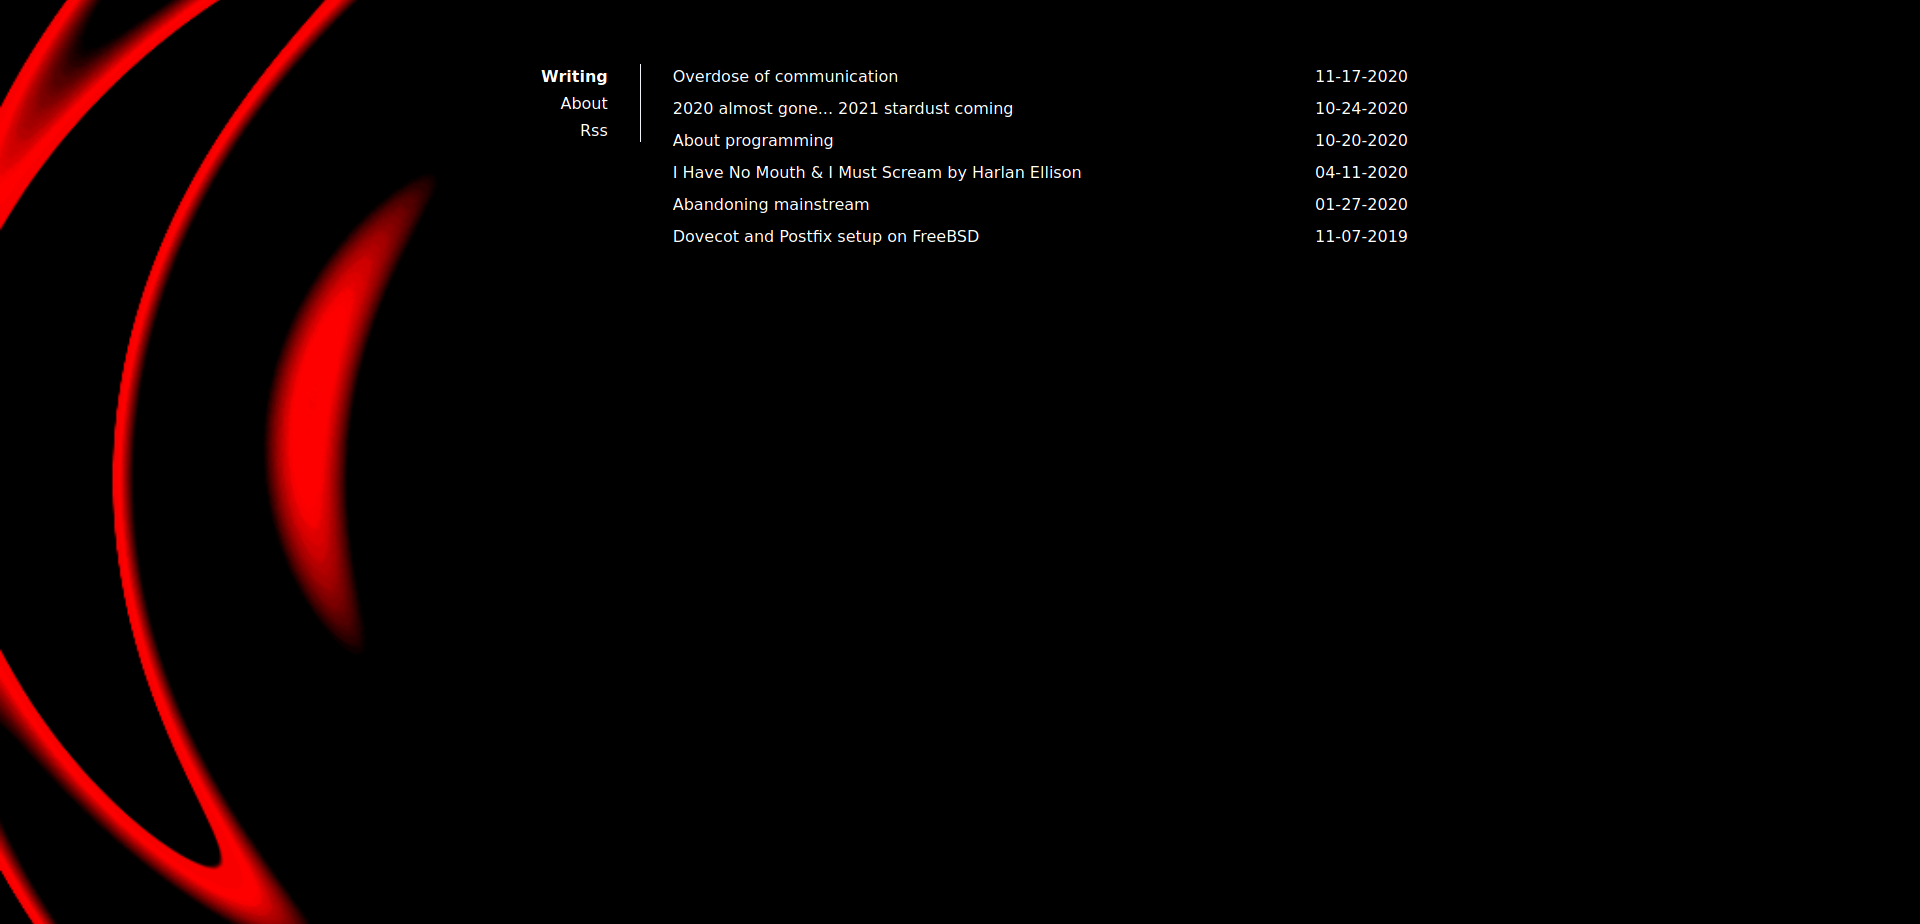 Writing
About
Rss
Overdose of communication 11-17-2020
2020 almost gone... 2021 stardust coming 10-24-2020
About programming 10-20-2020
I Have No Mouth & I Must Scream by Harlan Ellison 04-11-2020
Abandoning mainstream 01-27-2020
Dovecot and Postfix setup on FreeBSD 11-07-2019